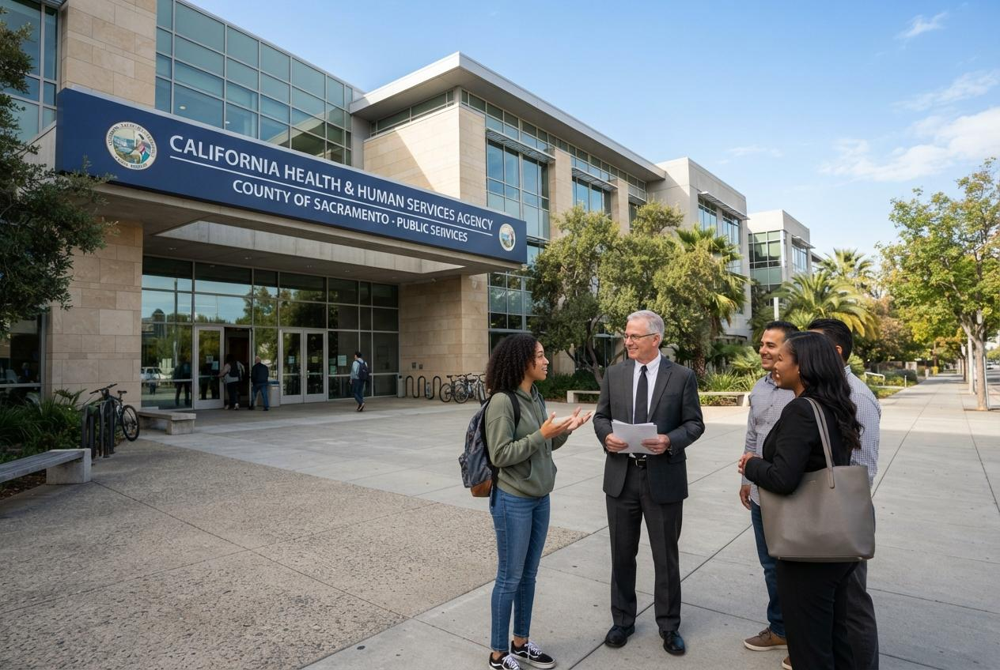 CALIFORNIA HEALTH & HUMAN SERVICES AGENCY
COUNTY OF SACRAMENTO · PUBLIC SERVICES